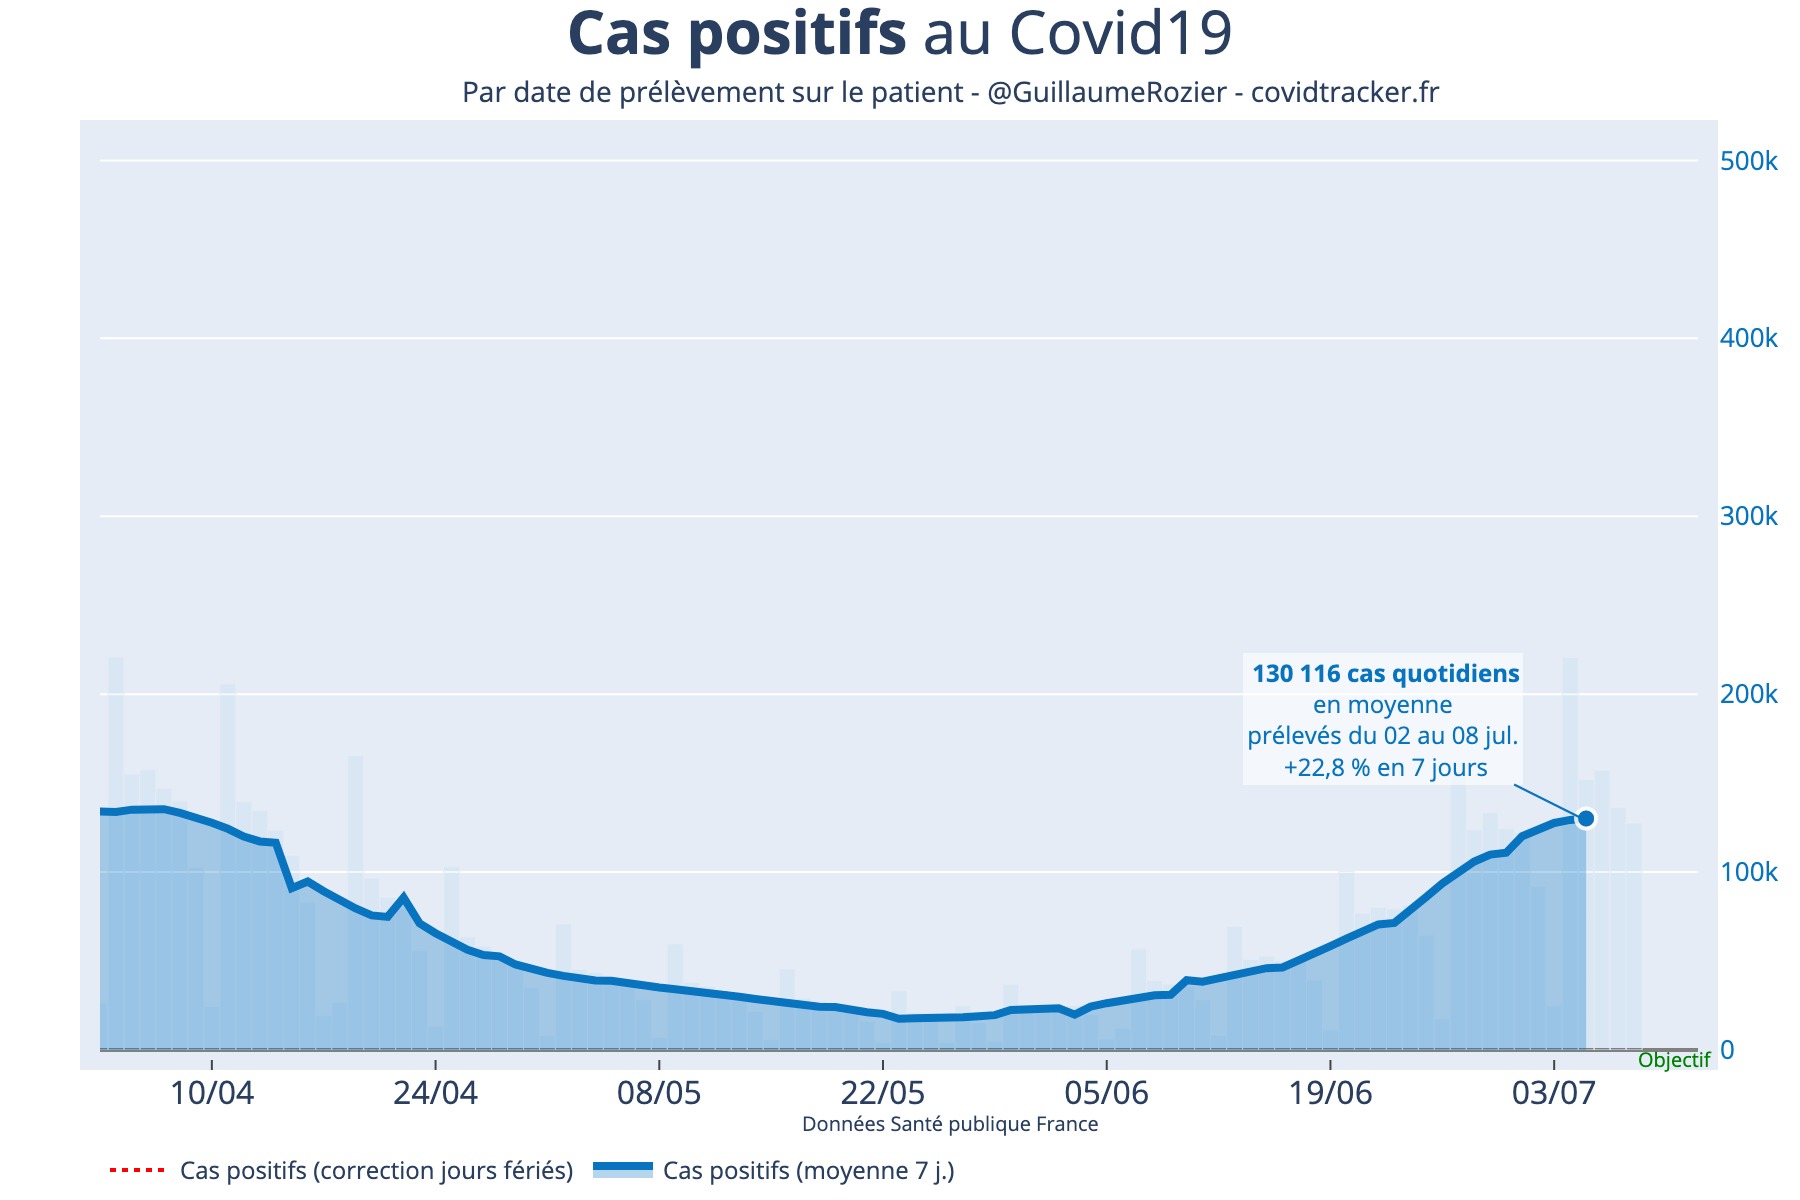 Cas positifs au Covid19
Par date de prélèvement sur le patient - @GuillaumeRozier - covidtracker.fr
500k
400k
300k
200k
100k
0
130 116 cas quotidiens
en moyenne
prélevés du 02 au 08 jul.
+22,8 % en 7 jours
Objectif
10/04 24/04 08/05 22/05 05/06 19/06 03/07
Données Santé publique France
Cas positifs (correction jours fériés) Cas positifs (moyenne 7 j.)